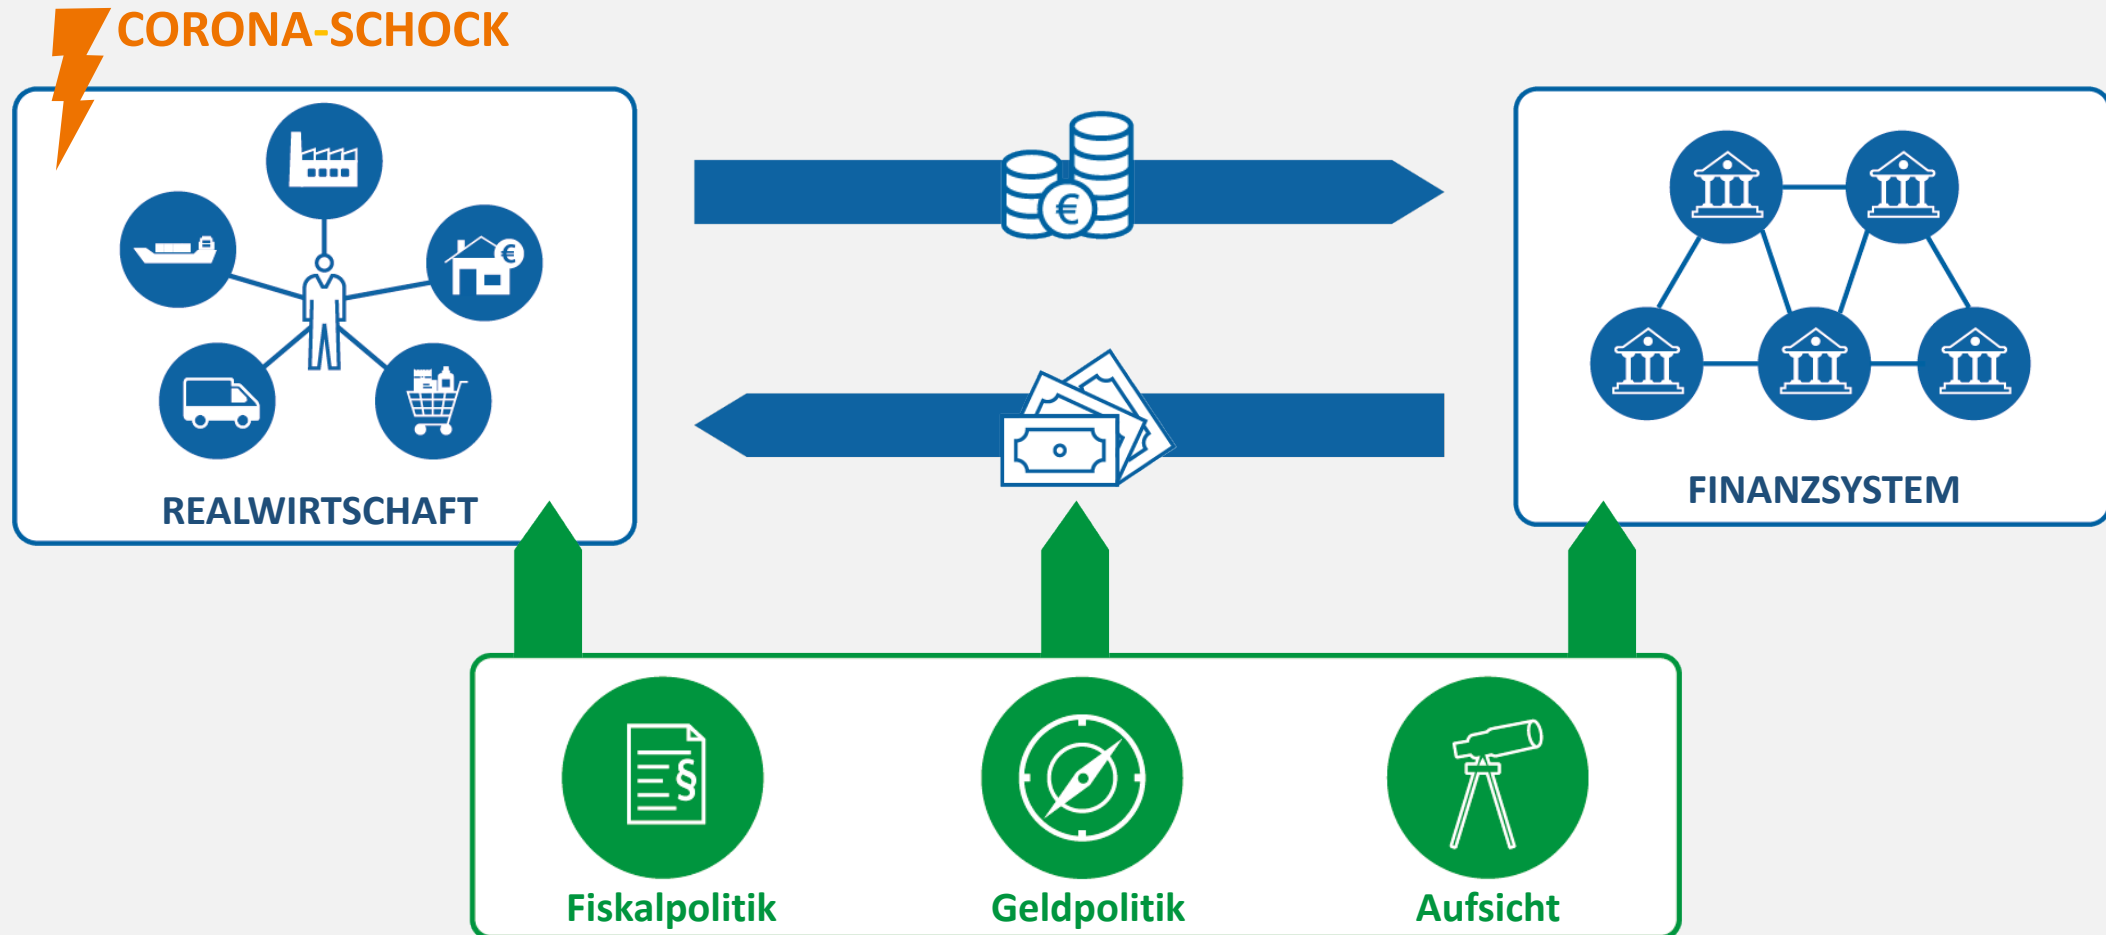 CORONA-SCHOCK
€
€
REALWIRTSCHAFT
FINANZSYSTEM
§
Fiskalpolitik
Geldpolitik
Aufsicht